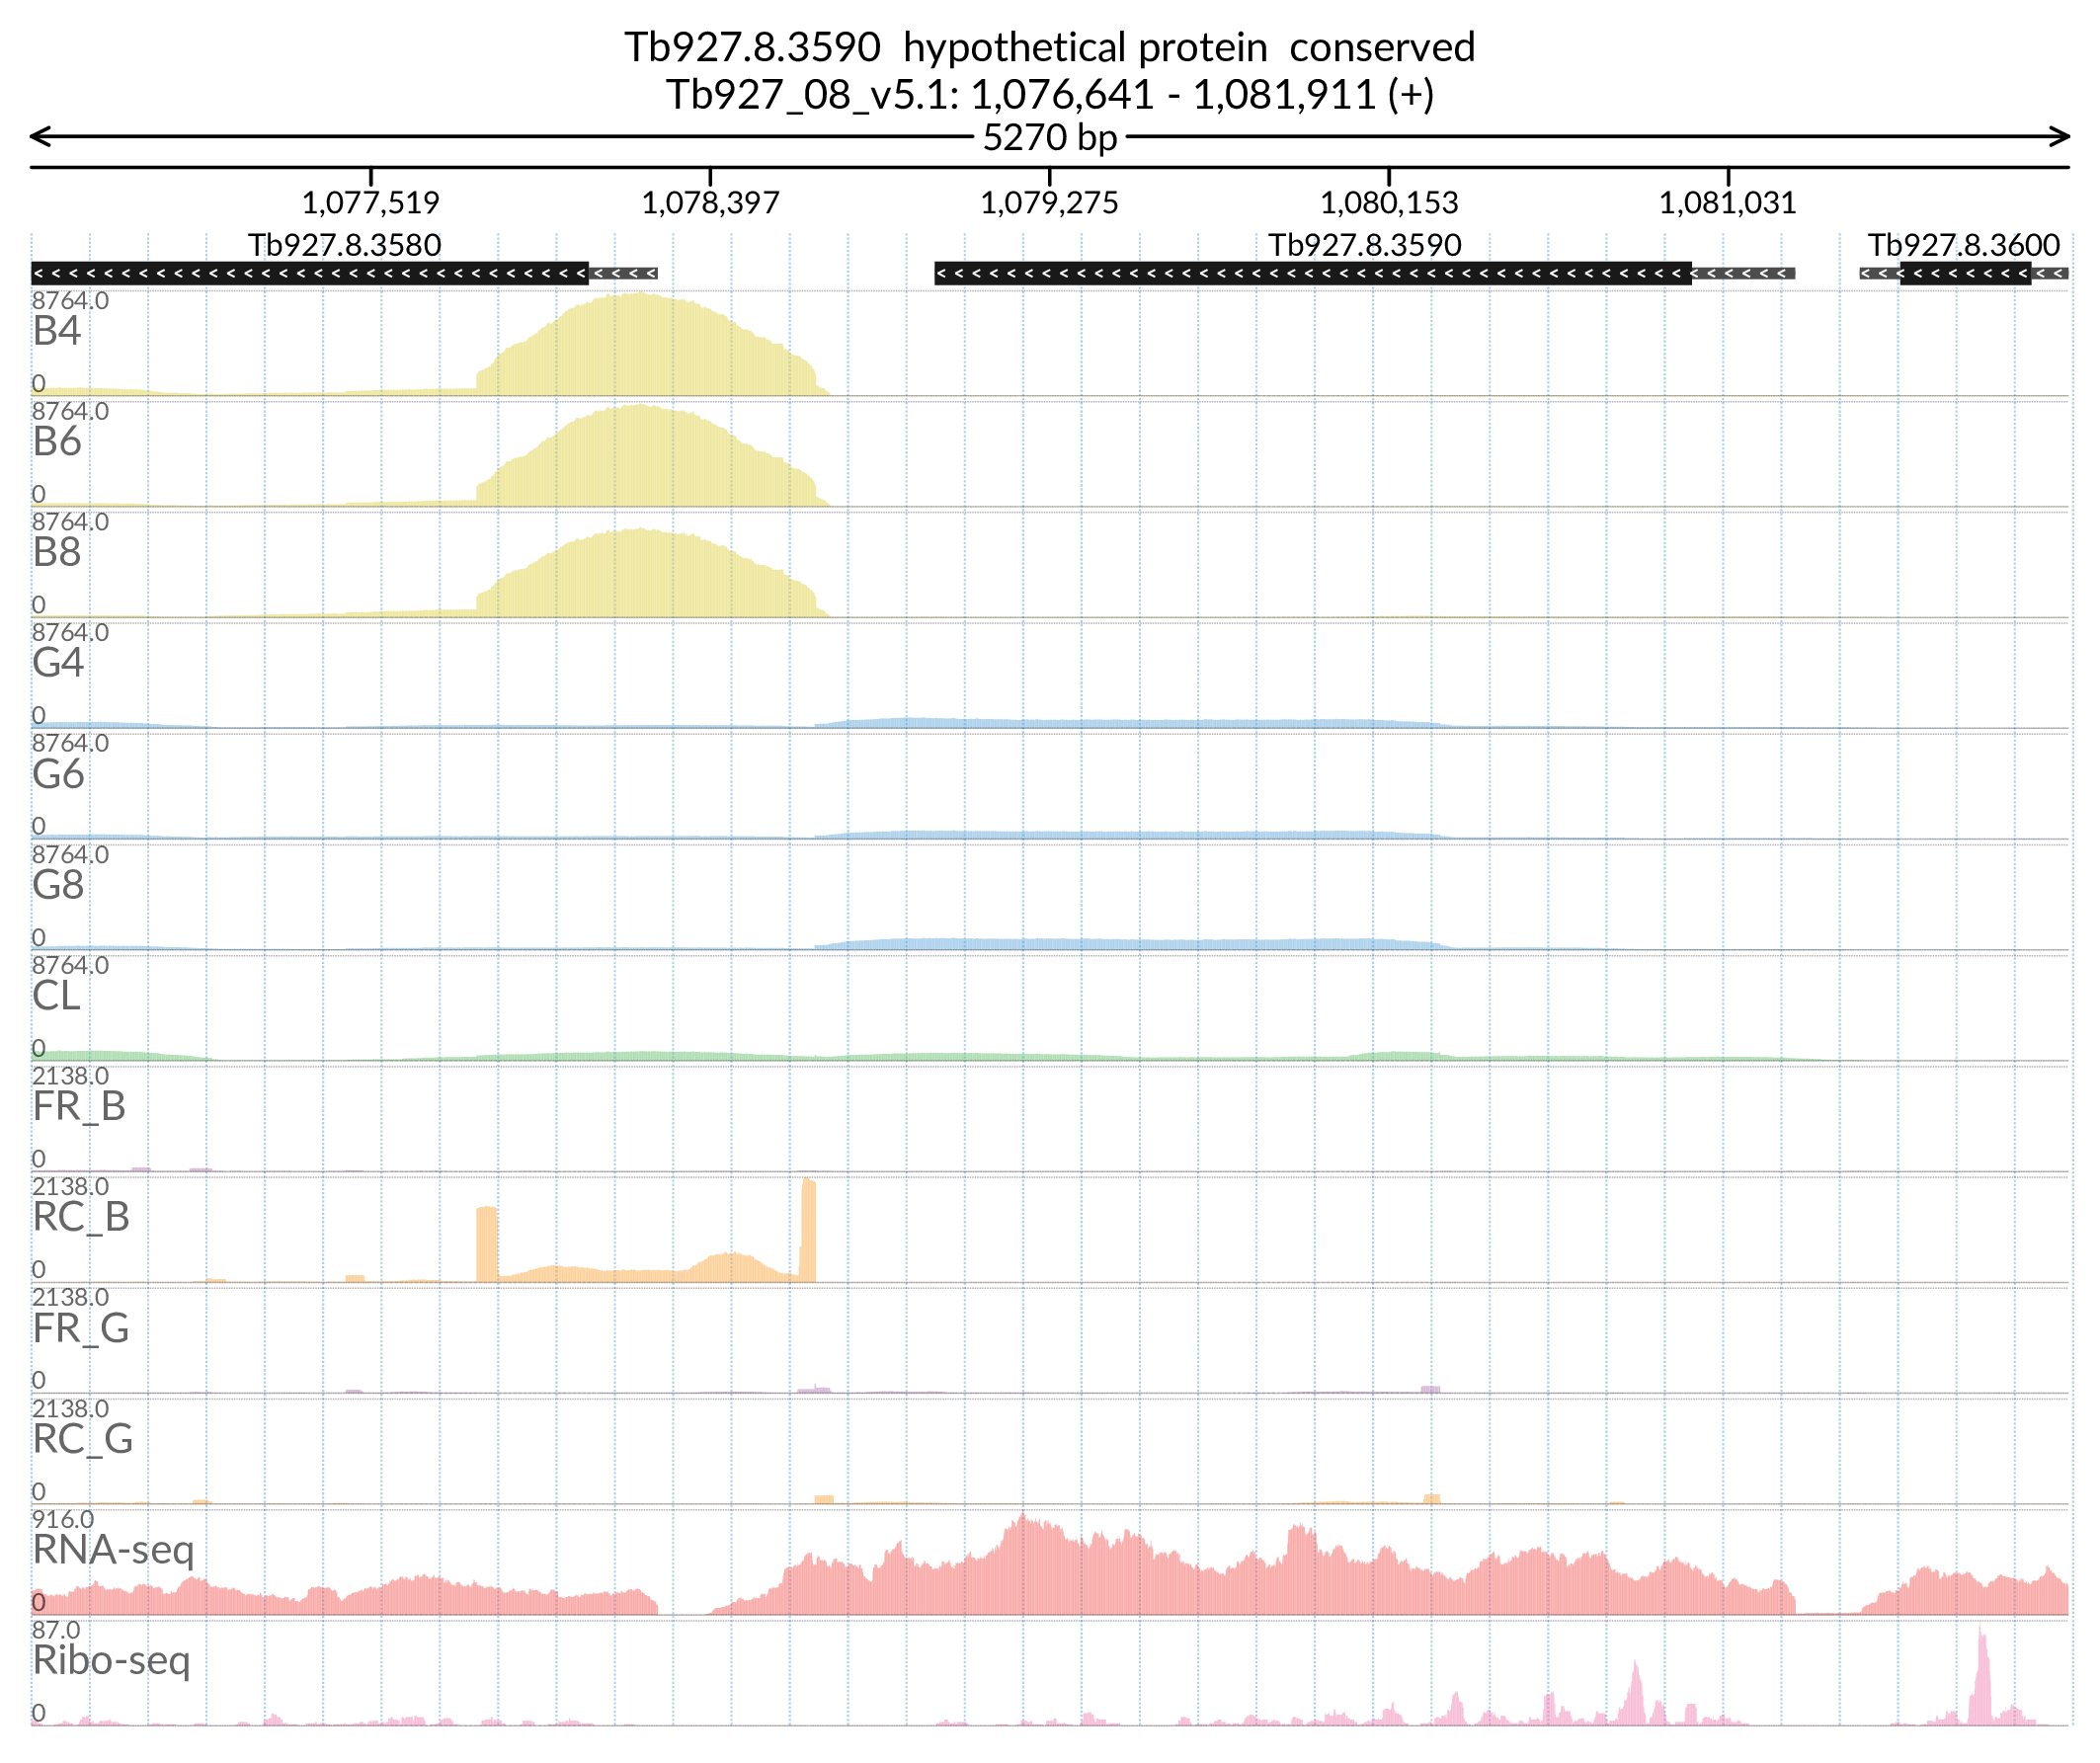 Tb927.8.3590  hypothetical protein  conserved
Tb927_08_v5.1: 1,076,641 - 1,081,911 (+)
5270 bp
1,077,519 1,078,397 1,079,275 1,080,153 1,081,031
Tb927.8.3580 Tb927.8.3590 Tb927.8.3600
8764.0
B4
0
8764.0
B6
0
8764.0
B8
0
8764.0
G4
0
8764.0
G6
0
8764.0
G8
0
8764.0
CL
0
2138.0
FR_B
0
2138.0
RC_B
0
2138.0
FR_G
0
2138.0
RC_G
0
916.0
RNA-seq
0
87.0
Ribo-seq
0